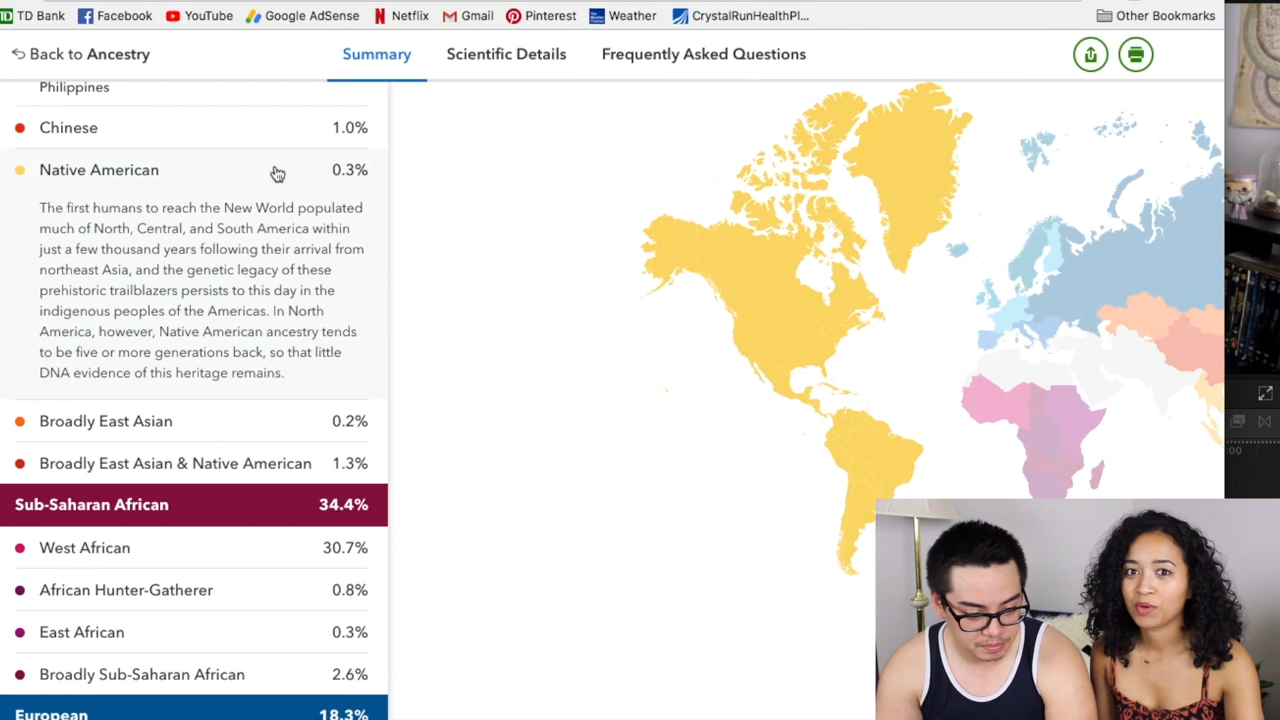 TD Bank Facebook YouTube Google AdSense Netflix Gmail Pinterest Weather CrystalRunHealthPl... Other Bookmarks
Back to Ancestry Summary Scientific Details Frequently Asked Questions
Philippines
Chinese 1.0%
Native American 0.3%
The first humans to reach the New World populated
much of North, Central, and South America within
just a few thousand years following their arrival from
northeast Asia, and the genetic legacy of these
prehistoric trailblazers persists to this day in the
indigenous peoples of the Americas. In North
America, however, Native American ancestry tends
to be five or more generations back, so that little
DNA evidence of this heritage remains.
Broadly East Asian 0.2%
Broadly East Asian & Native American 1.3%
Sub-Saharan African 34.4%
West African 30.7%
African Hunter-Gatherer 0.8%
East African 0.3%
Broadly Sub-Saharan African 2.6%
European 18.3%